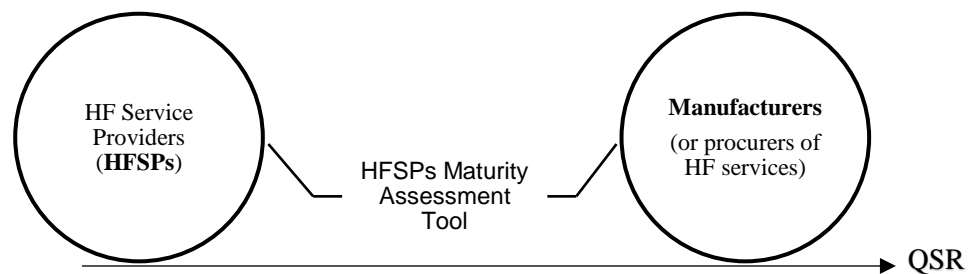 HF Service
Providers
(HFSPs)
HFSPs Maturity
Assessment
Tool
Manufacturers
(or procurers of
HF services)
QSR